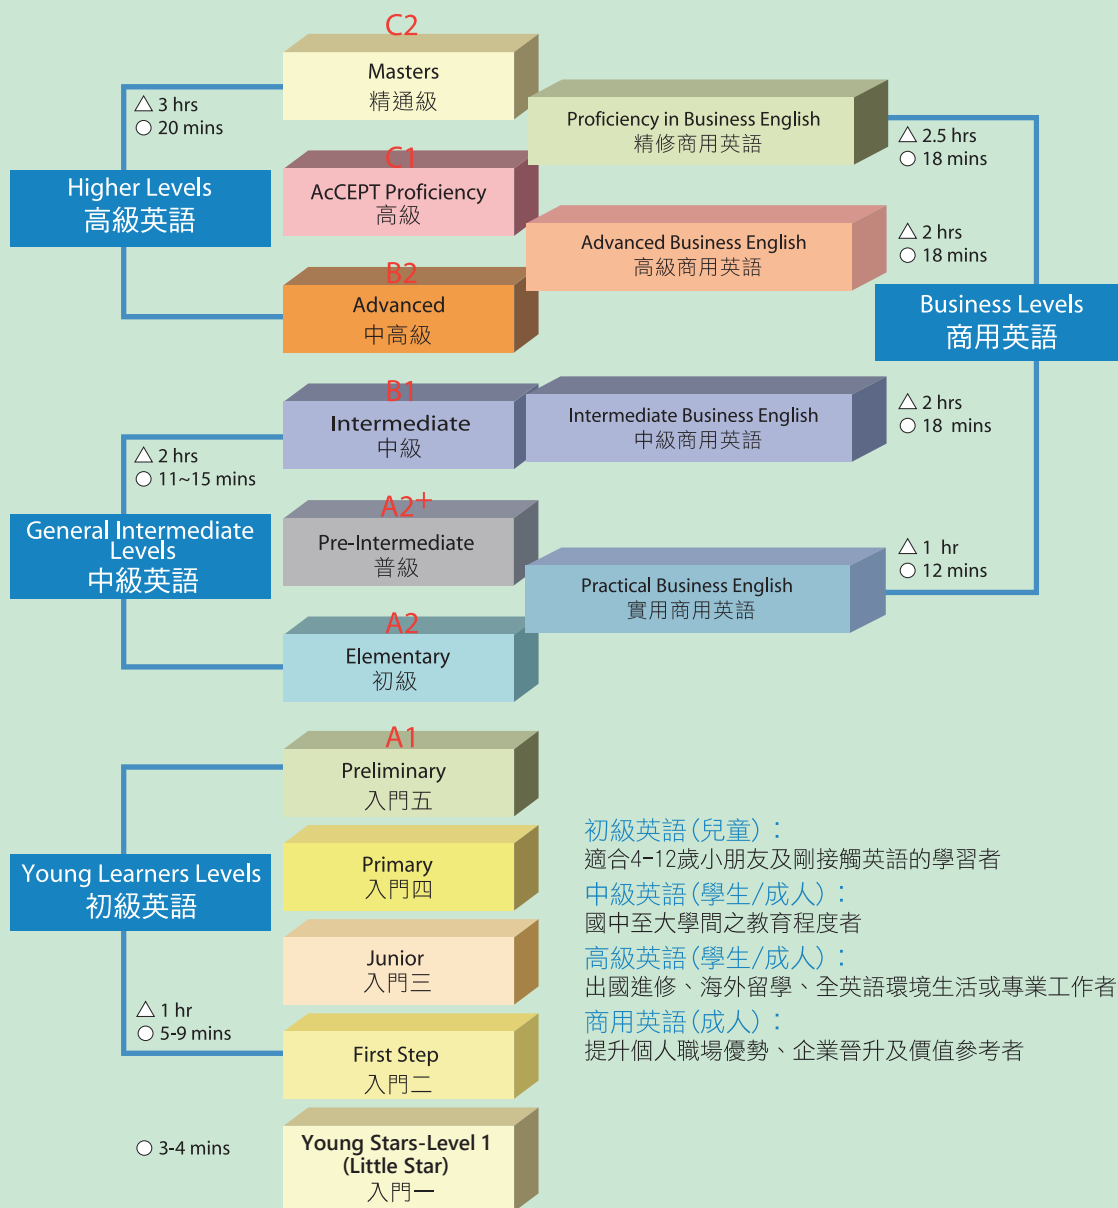 C2
Masters
精通級
△ 3 hrs
○ 20 mins
Proficiency in Business English
精修商用英語
△ 2.5 hrs
○ 18 mins
C1
AcCEPT Proficiency
高級
Higher Levels
高級英語
Advanced Business English
高級商用英語
△ 2 hrs
○ 18 mins
B2
Advanced
中高級
Business Levels
商用英語
B1
Intermediate
中級
Intermediate Business English
中級商用英語
△ 2 hrs
○ 18 mins
△ 2 hrs
○ 11~15 mins
A2+
Pre-Intermediate
普級
General Intermediate
Levels
中級英語
Practical Business English
實用商用英語
△ 1 hr
○ 12 mins
A2
Elementary
初級
A1
Preliminary
入門五
Primary
入門四
Young Learners Levels
初級英語
Junior
入門三
△ 1 hr
○ 5-9 mins
First Step
入門二
○ 3-4 mins
Young Stars-Level 1
(Little Star)
入門一
初級英語(兒童)：
適合4-12歲小朋友及剛接觸英語的學習者
中級英語(學生/成人)：
國中至大學間之教育程度者
高級英語(學生/成人)：
出國進修、海外留學、全英語環境生活或專業工作者
商用英語(成人)：
提升個人職場優勢、企業晉升及價值參考者